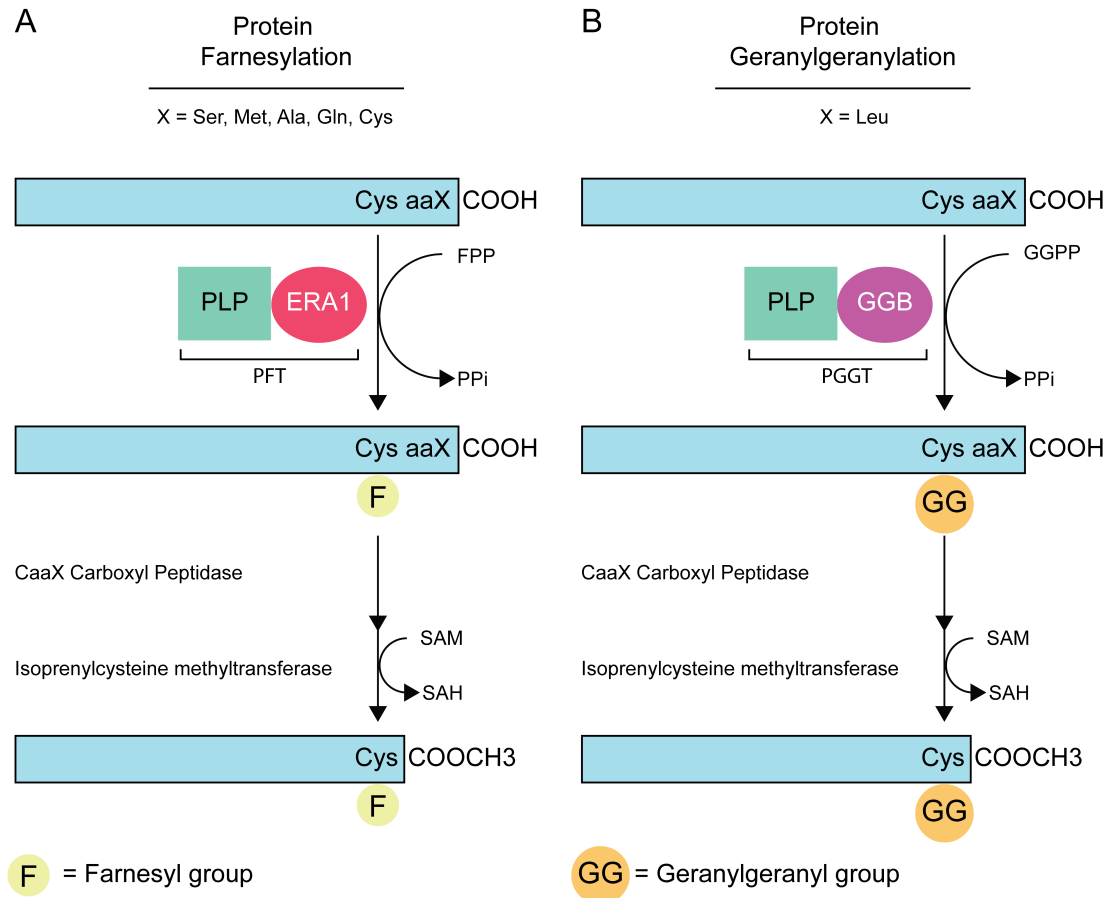 A
Protein
Farnesylation
X = Ser, Met, Ala, Gln, Cys
Cys aaX COOH
FPP
PLP ERA1
PFT
PPi
Cys aaX COOH
F
CaaX Carboxyl Peptidase
SAM
Isoprenylcysteine methyltransferase
SAH
Cys COOCH3
F
F = Farnesyl group
B
Protein
Geranylgeranylation
X = Leu
Cys aaX COOH
GGPP
PLP GGB
PGGT
PPi
Cys aaX COOH
GG
CaaX Carboxyl Peptidase
SAM
Isoprenylcysteine methyltransferase
SAH
Cys COOCH3
GG
GG = Geranylgeranyl group